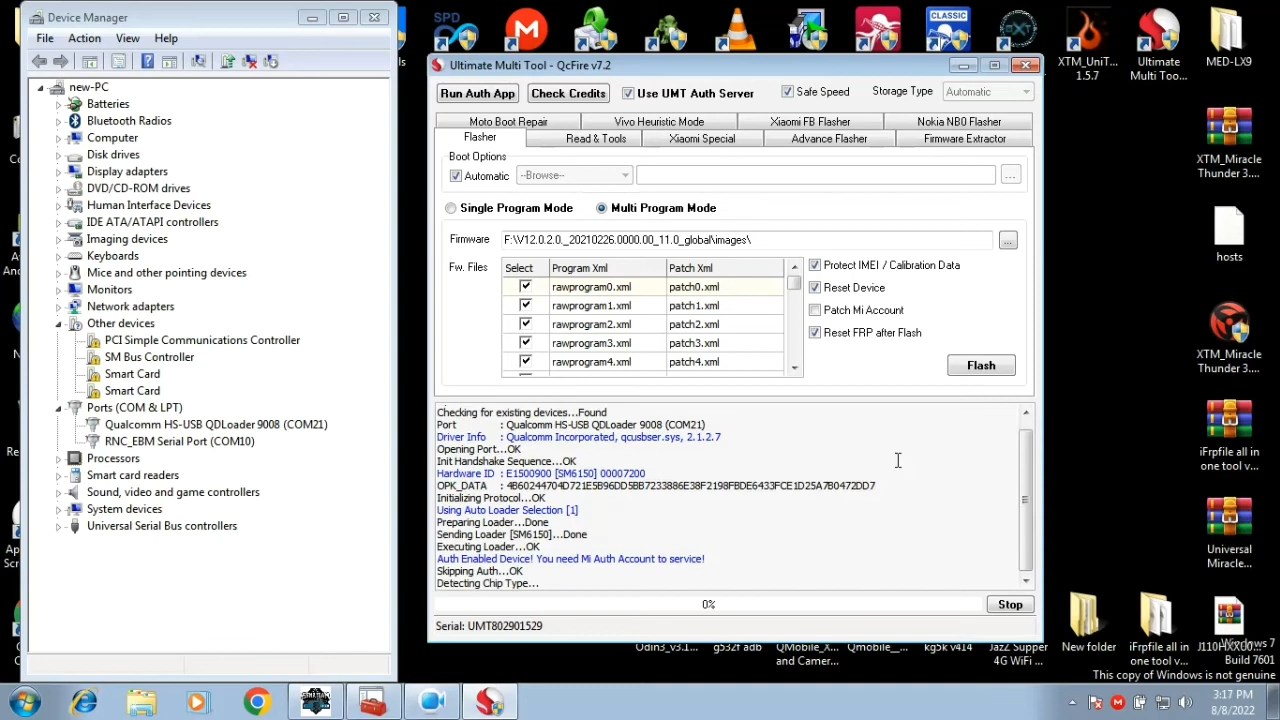 Device Manager
File Action View Help
new-PC
Batteries
Bluetooth Radios
Computer
Disk drives
Display adapters
DVD/CD-ROM drives
Human Interface Devices
IDE ATA/ATAPI controllers
Imaging devices
Keyboards
Mice and other pointing devices
Monitors
Network adapters
Other devices
PCI Simple Communications Controller
SM Bus Controller
Smart Card
Smart Card
Ports (COM & LPT)
Qualcomm HS-USB QDLoader 9008 (COM21)
RNC_EBM Serial Port (COM10)
Processors
Smart card readers
Sound, video and game controllers
System devices
Universal Serial Bus controllers
SPD
CLASSIC
Ultimate Multi Tool - QcFire v7.2
Run Auth App Check Credits Use UMT Auth Server Safe Speed Storage Type Automatic
Moto Boot Repair Vivo Heuristic Mode Xiaomi FB Flasher Nokia NB0 Flasher
Flasher Read & Tools Xiaomi Special Advance Flasher Firmware Extractor
Boot Options
Automatic --Browse-- ...
Single Program Mode Multi Program Mode
Firmware F:\V12.0.2.0._20210226.0000.00_11.0_global\images\ ...
Fw. Files Select Program Xml Patch Xml
rawprogram0.xml patch0.xml
rawprogram1.xml patch1.xml
rawprogram2.xml patch2.xml
rawprogram3.xml patch3.xml
rawprogram4.xml patch4.xml
Protect IMEI / Calibration Data
Reset Device
Patch Mi Account
Reset FRP after Flash
Flash
Checking for existing devices...Found
Port : Qualcomm HS-USB QDLoader 9008 (COM21)
Driver Info : Qualcomm Incorporated, qcusbser.sys, 2.1.2.7
Opening Port...OK
Init Handshake Sequence...OK
Hardware ID : E1500900 [SM6150] 00007200
OPK_DATA : 4B60244704D721E5B96DD5BB7233886E38F2198FBDE6433FCE1D25A7B0472DD7
Initializing Protocol...OK
Using Auto Loader Selection [1]
Preparing Loader...Done
Sending Loader [SM6150]...Done
Executing Loader...OK
Auth Enabled Device! You need Mi Auth Account to service!
Skipping Auth...OK
Detecting Chip Type...
0% Stop
Serial: UMT802901529
XTM_UniT...
1.5.7
Ultimate
Multi Too...
MED-LX9
XTM_Miracle
Thunder 3....
hosts
XTM_Miracle
Thunder 3....
iFrpfile all in
one tool v...
Universal
Miracle...
New folder
iFrpfile all in
one tool v...
Odin3_v3.1...
g532f adb
QMobile_X...
and Camer...
Qmobile__...
kg5k v414
JazZ Supper
4G WiFi ...
Windows 7
Build 7601
This copy of Windows is not genuine
3:17 PM
8/8/2022